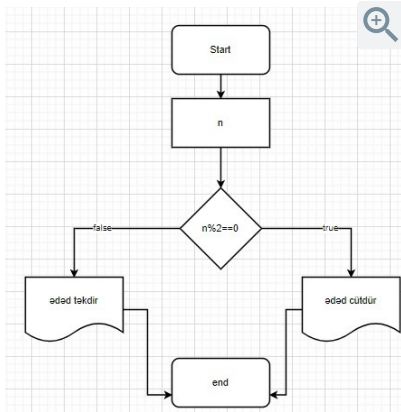 Start
n
n%2==0
false
true
ədəd təkdir
ədəd cütdür
end